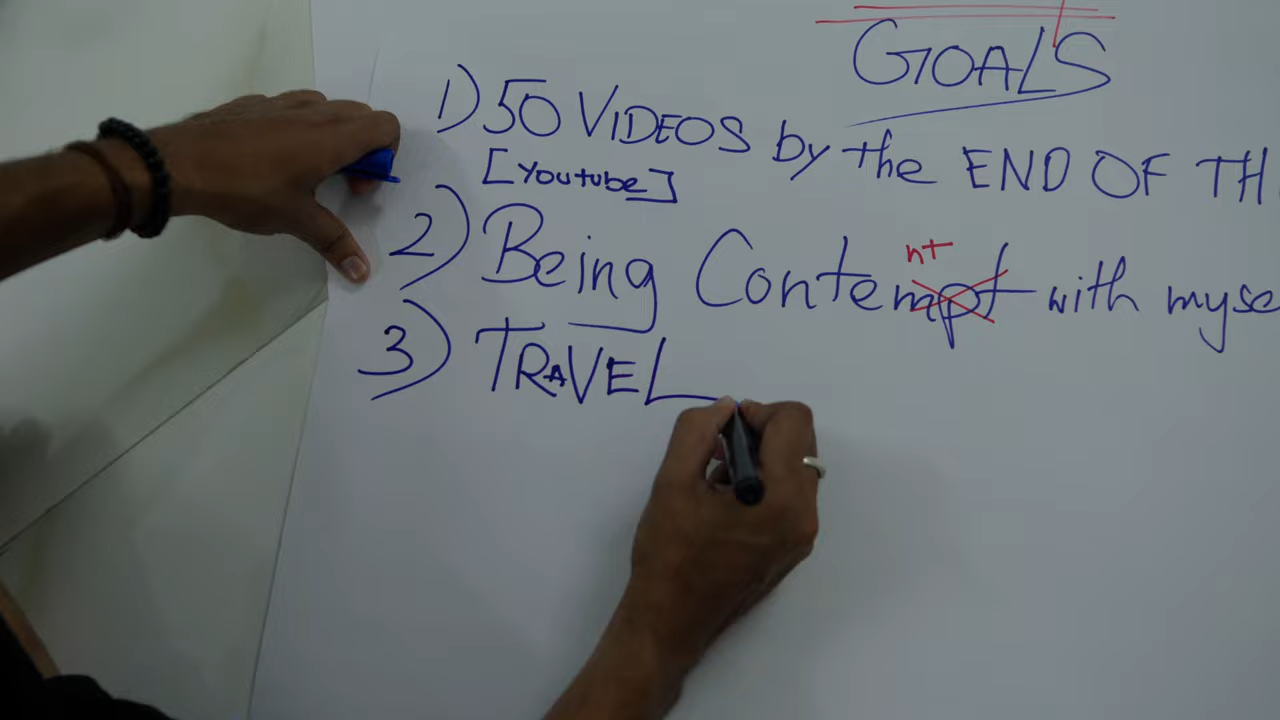 GOALS
1) 50 VIDEOS by the END OF TH
[Youtube]
nt
2) Being Contempt with myse
3) TRAVEL